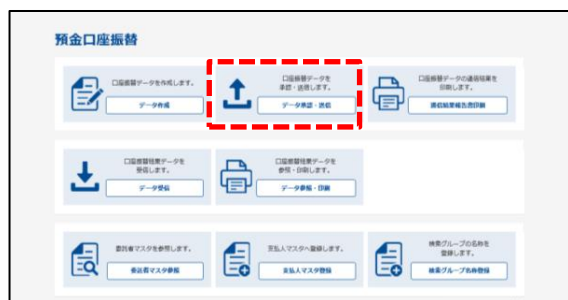 預金口座振替
口座振替データを作成します。
データ作成
口座振替データを
承認・送信します。
データ承認・送信
口座振替データの通信結果を
印刷します。
通信結果報告書印刷
口座振替結果データを
受信します。
データ受信
口座振替結果データを
参照・印刷します。
データ参照・印刷
委託者マスタを参照します。
委託者マスタ参照
支払人マスタへ登録します。
支払人マスタ登録
検索グループの名称を
登録します。
検索グループ名称登録